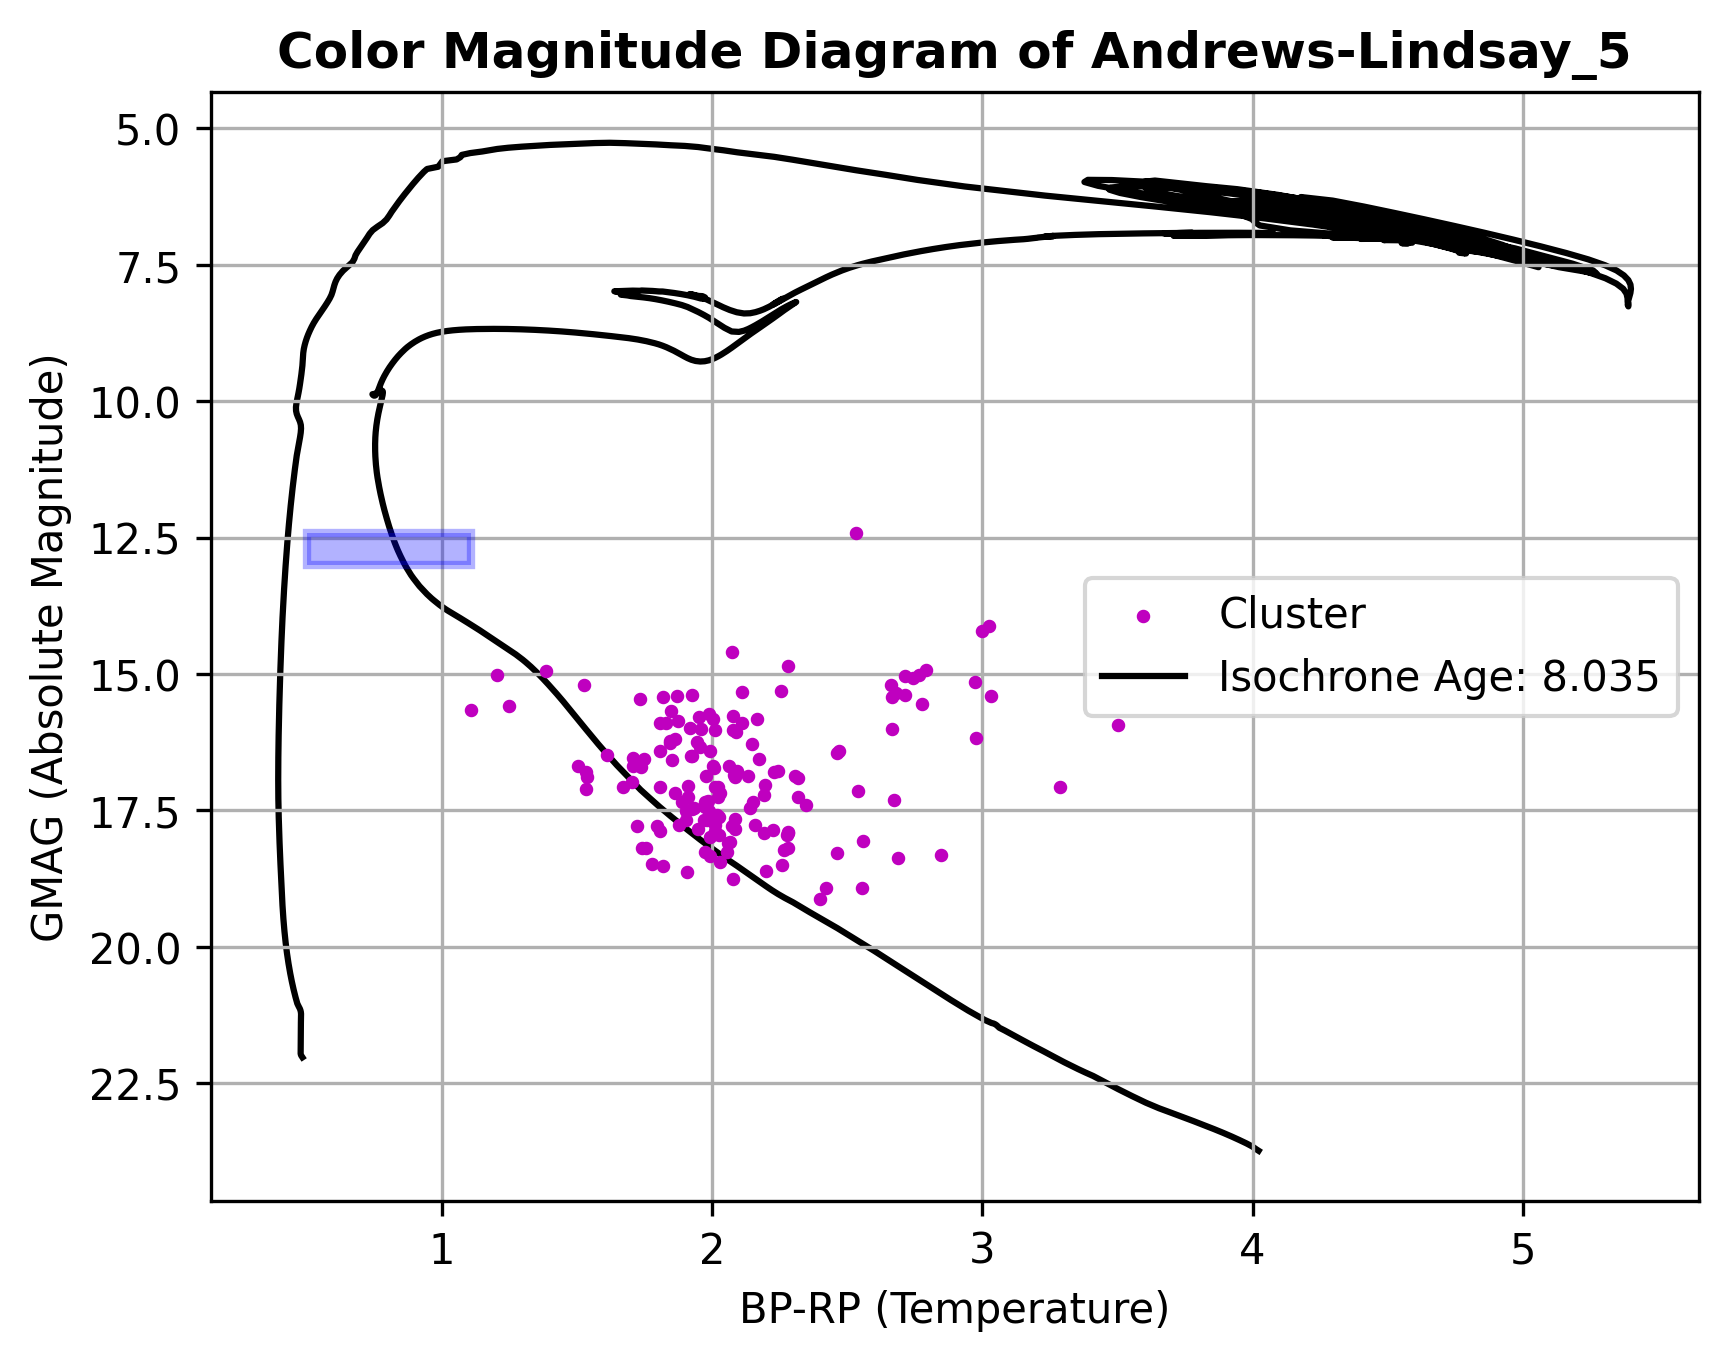 Color Magnitude Diagram of Andrews-Lindsay_5
GMAG (Absolute Magnitude)
5.0
7.5
10.0
12.5
15.0
17.5
20.0
22.5
Cluster
Isochrone Age: 8.035
1 2 3 4 5
BP-RP (Temperature)